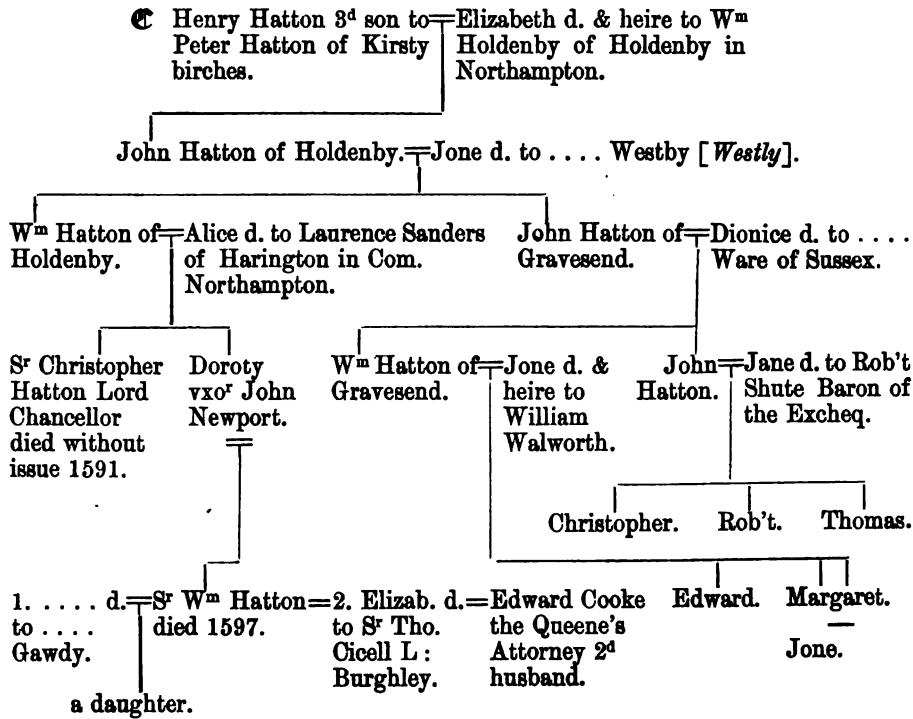 C Henry Hatton 3ᵈ son to
Peter Hatton of Kirsty
birches.
Elizabeth d. & heire to Wᵐ
Holdenby of Holdenby in
Northampton.
John Hatton of Holdenby.
Jone d. to .... Westby [Westly].
Wᵐ Hatton of
Holdenby.
Alice d. to Laurence Sanders
of Harington in Com.
Northampton.
John Hatton of
Gravesend.
Dionice d. to ....
Ware of Sussex.
Sʳ Christopher
Hatton Lord
Chancellor
died without
issue 1591.
Doroty
vxoʳ John
Newport.
Wᵐ Hatton of
Gravesend.
Jone d. &
heire to
William
Walworth.
John
Hatton.
Jane d. to Rob't
Shute Baron of
the Excheq.
Christopher. Rob't. Thomas.
1. ..... d.
to ....
Gawdy.
Sʳ Wᵐ Hatton
died 1597.
2. Elizab. d.
to Sʳ Tho.
Cicell L :
Burghley.
Edward Cooke
the Queene's
Attorney 2ᵈ
husband.
Edward. Margaret.
Jone.
a daughter.